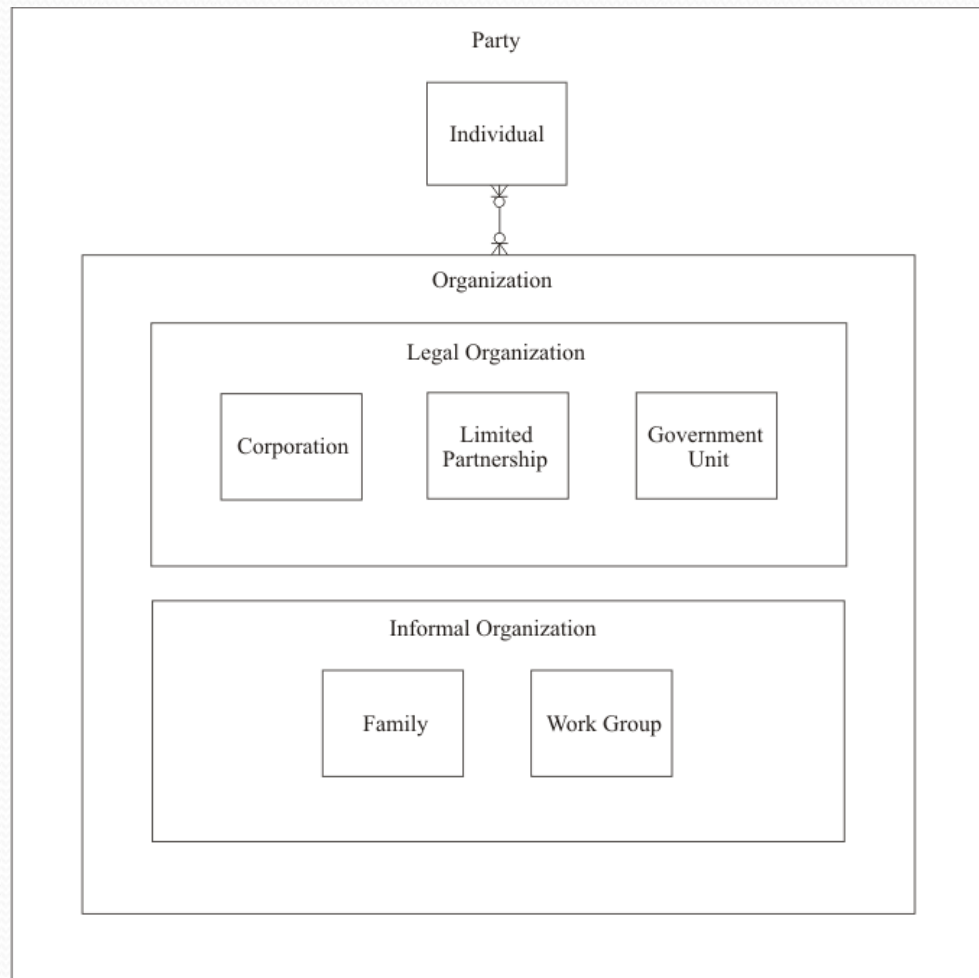 Party
Individual
Organization
Legal Organization
Corporation
Limited
Partnership
Government
Unit
Informal Organization
Family
Work Group